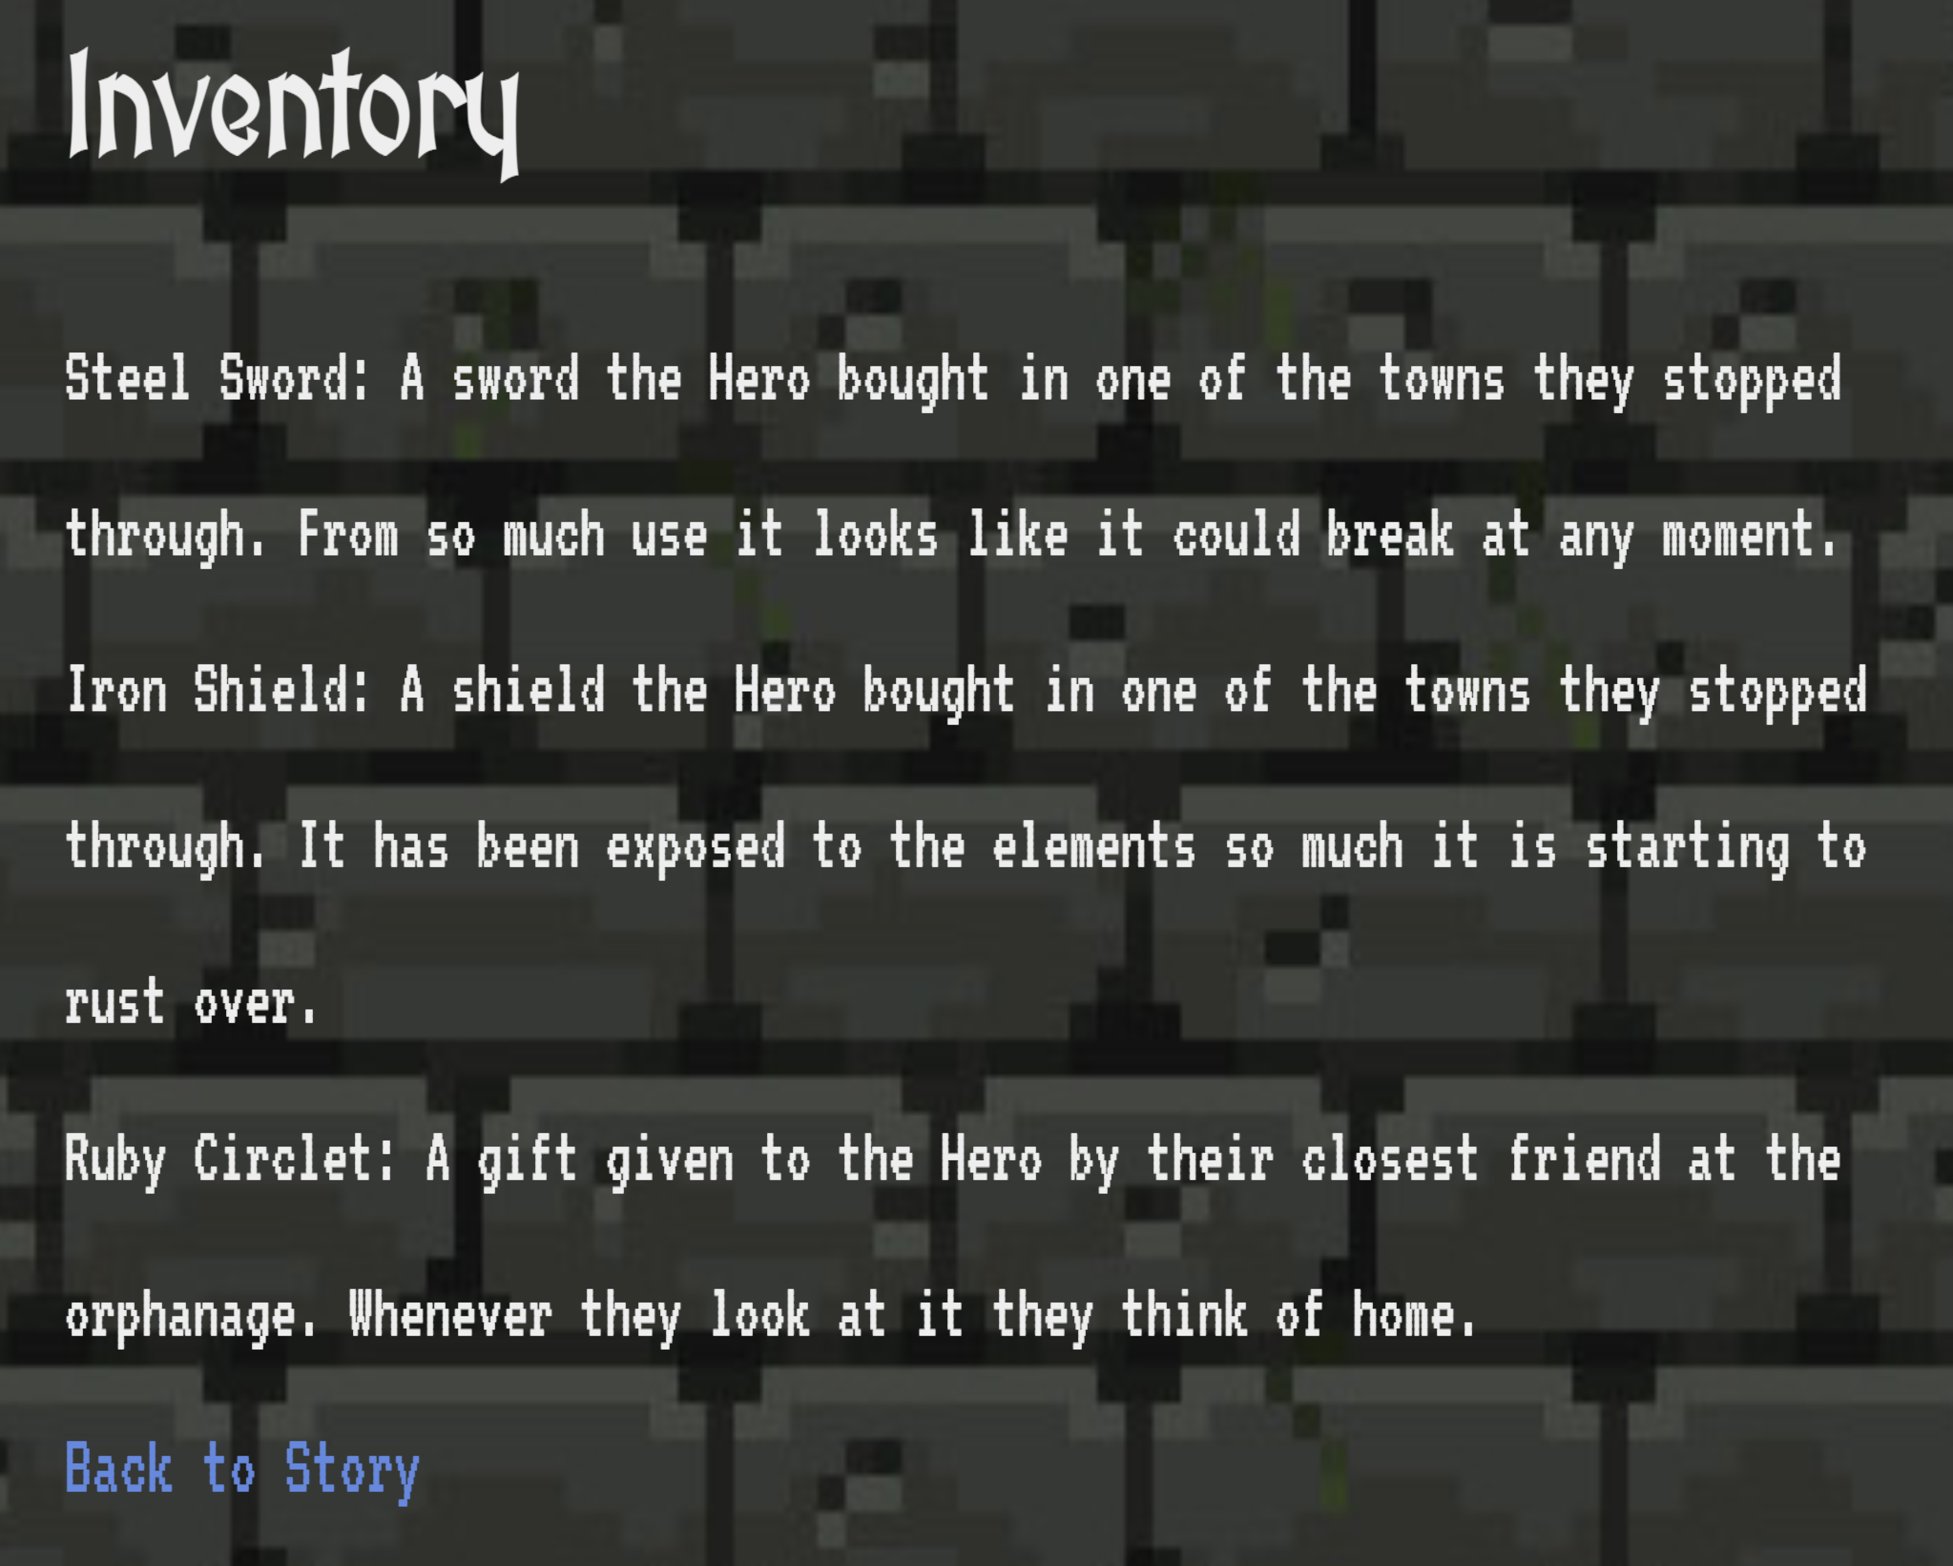 Inventory
Steel Sword: A sword the Hero bought in one of the towns they stopped
through. From so much use it looks like it could break at any moment.
Iron Shield: A shield the Hero bought in one of the towns they stopped
through. It has been exposed to the elements so much it is starting to
rust over.
Ruby Circlet: A gift given to the Hero by their closest friend at the
orphanage. Whenever they look at it they think of home.
Back to Story